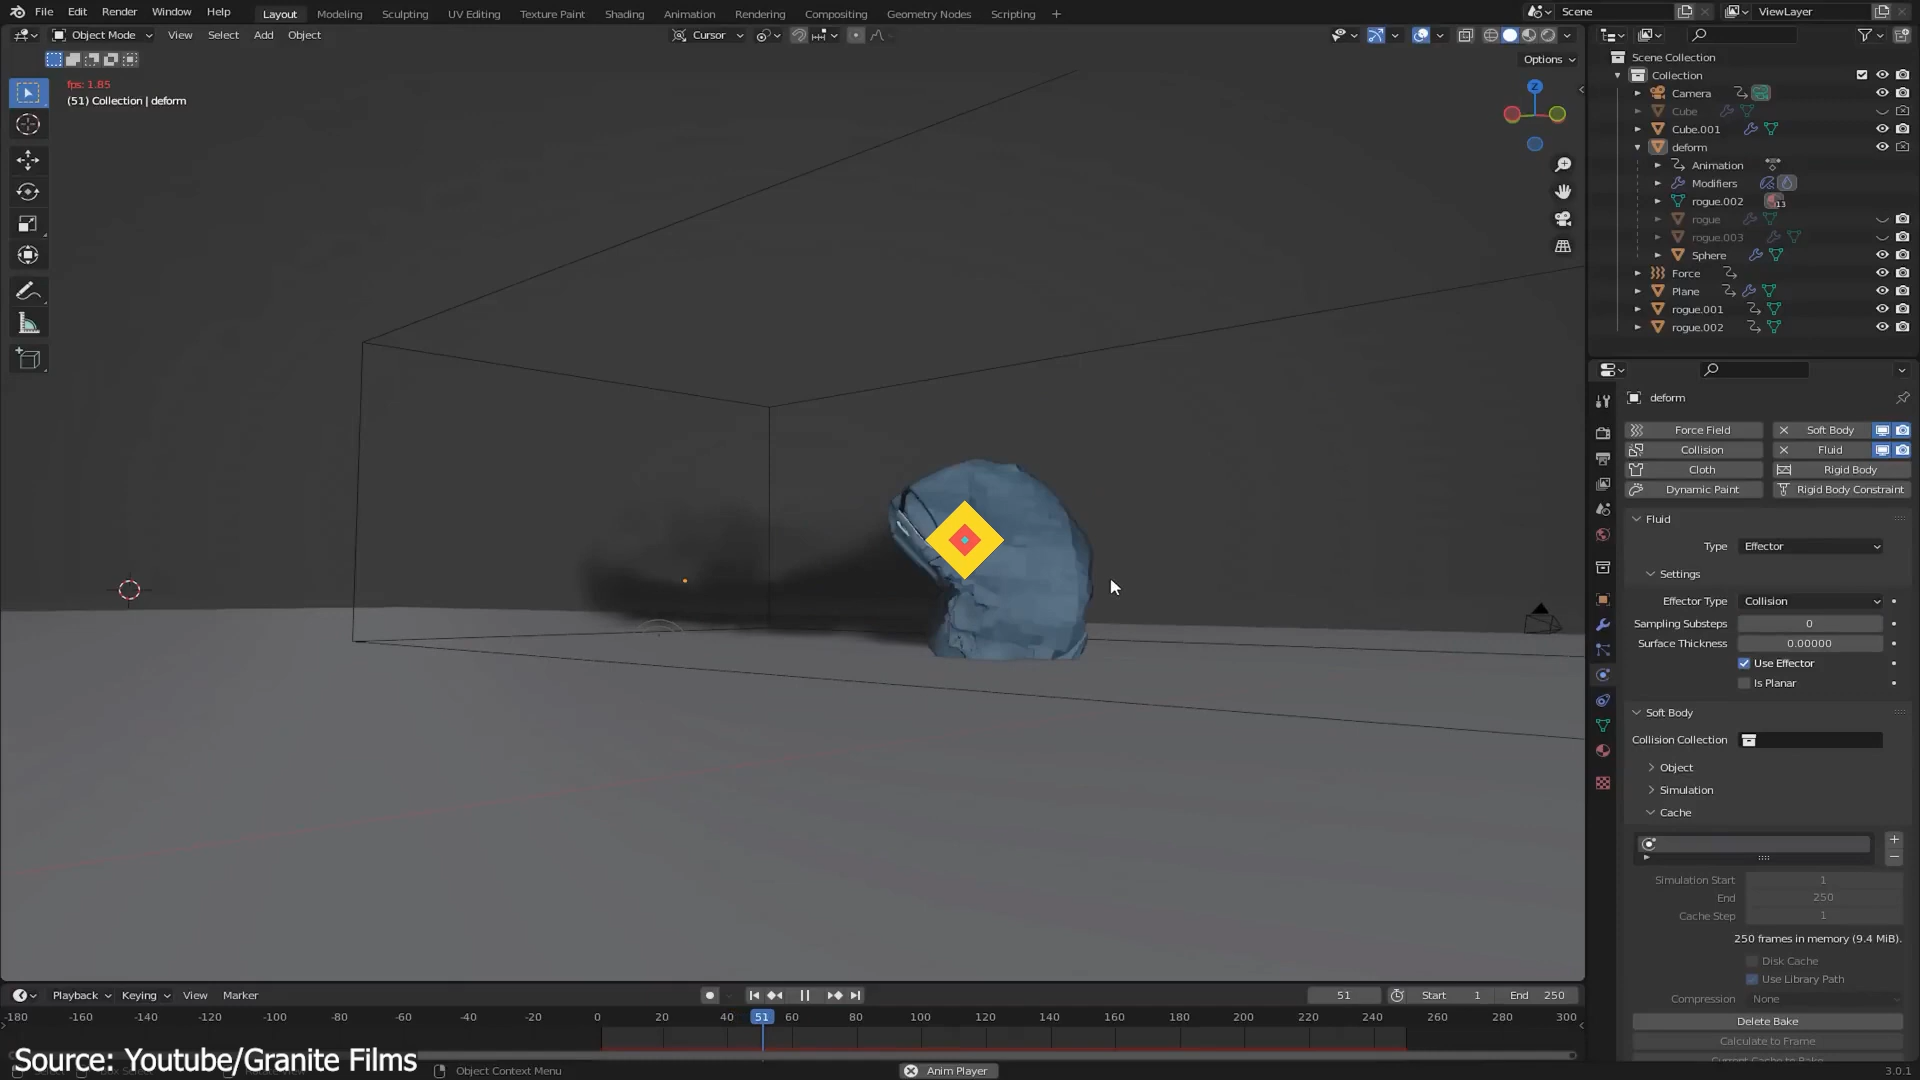 File Edit Render Window Help Layout Modeling Sculpting UV Editing Texture Paint Shading Animation Rendering Compositing Geometry Nodes Scripting + Scene ViewLayer
Object Mode View Select Add Object Cursor
Options
fps: 1.85
(51) Collection | deform
Z
Scene Collection
Collection
Camera
Cube
Cube.001
deform
Animation
Modifiers
rogue.002 13
rogue
rogue.003
Sphere
Force
Plane
rogue.001
rogue.002
deform
Force Field Soft Body
Collision Fluid
Cloth Rigid Body
Dynamic Paint Rigid Body Constraint
Fluid
Type Effector
Settings
Effector Type Collision
Sampling Substeps 0
Surface Thickness 0.00000
Use Effector
Is Planar
Soft Body
Collision Collection
Object
Simulation
Cache
Simulation Start 1
End 250
Cache Step 1
250 frames in memory (9.4 MiB).
Disk Cache
Use Library Path
Compression None
Delete Bake
Calculate to Frame
Current Cache to Bake
Playback Keying View Marker 51 Start 1 End 250
-180 -160 -140 -120 -100 -80 -60 -40 -20 0 20 40 51 60 80 100 120 140 160 180 200 220 240 260 280 300
Source: Youtube/Granite Films
Object Context Menu Anim Player 3.0.1